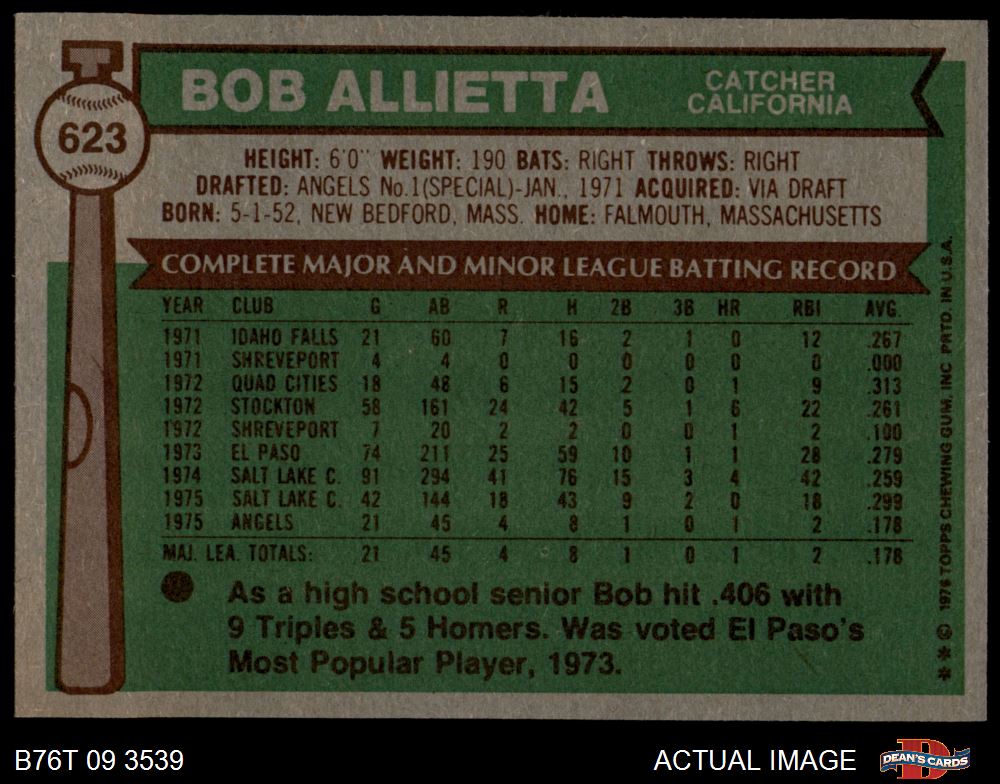 623
BOB ALLIETTA
CATCHER
CALIFORNIA
HEIGHT: 6'0" WEIGHT: 190 BATS: RIGHT THROWS: RIGHT
DRAFTED: ANGELS No.1(SPECIAL)-JAN., 1971 ACQUIRED: VIA DRAFT
BORN: 5-1-52, NEW BEDFORD, MASS. HOME: FALMOUTH, MASSACHUSETTS
COMPLETE MAJOR AND MINOR LEAGUE BATTING RECORD
YEAR CLUB G AB R H 2B 3B HR RBI AVG.
1971 IDAHO FALLS 21 60 7 16 2 1 0 12 .267
1971 SHREVEPORT 4 4 0 0 0 0 0 0 .000
1972 QUAD CITIES 18 48 6 15 2 0 1 9 .313
1972 STOCKTON 58 161 24 42 5 1 6 22 .261
1972 SHREVEPORT 7 20 2 2 0 0 1 2 .100
1973 EL PASO 74 211 25 59 10 1 1 28 .279
1974 SALT LAKE C. 91 294 41 76 15 3 4 42 .259
1975 SALT LAKE C. 42 144 18 43 9 2 0 18 .299
1975 ANGELS 21 45 4 8 1 0 1 2 .178
MAJ. LEA. TOTALS: 21 45 4 8 1 0 1 2 .178
As a high school senior Bob hit .406 with
9 Triples & 5 Homers. Was voted El Paso's
Most Popular Player, 1973.
** © 1976 TOPPS CHEWING GUM, INC PRTD. IN U.S.A.
B76T 09 3539
ACTUAL IMAGE
DEAN'S CARDS